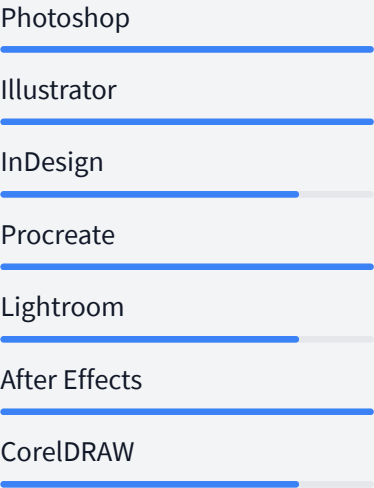 Photoshop
Illustrator
InDesign
Procreate
Lightroom
After Effects
CorelDRAW